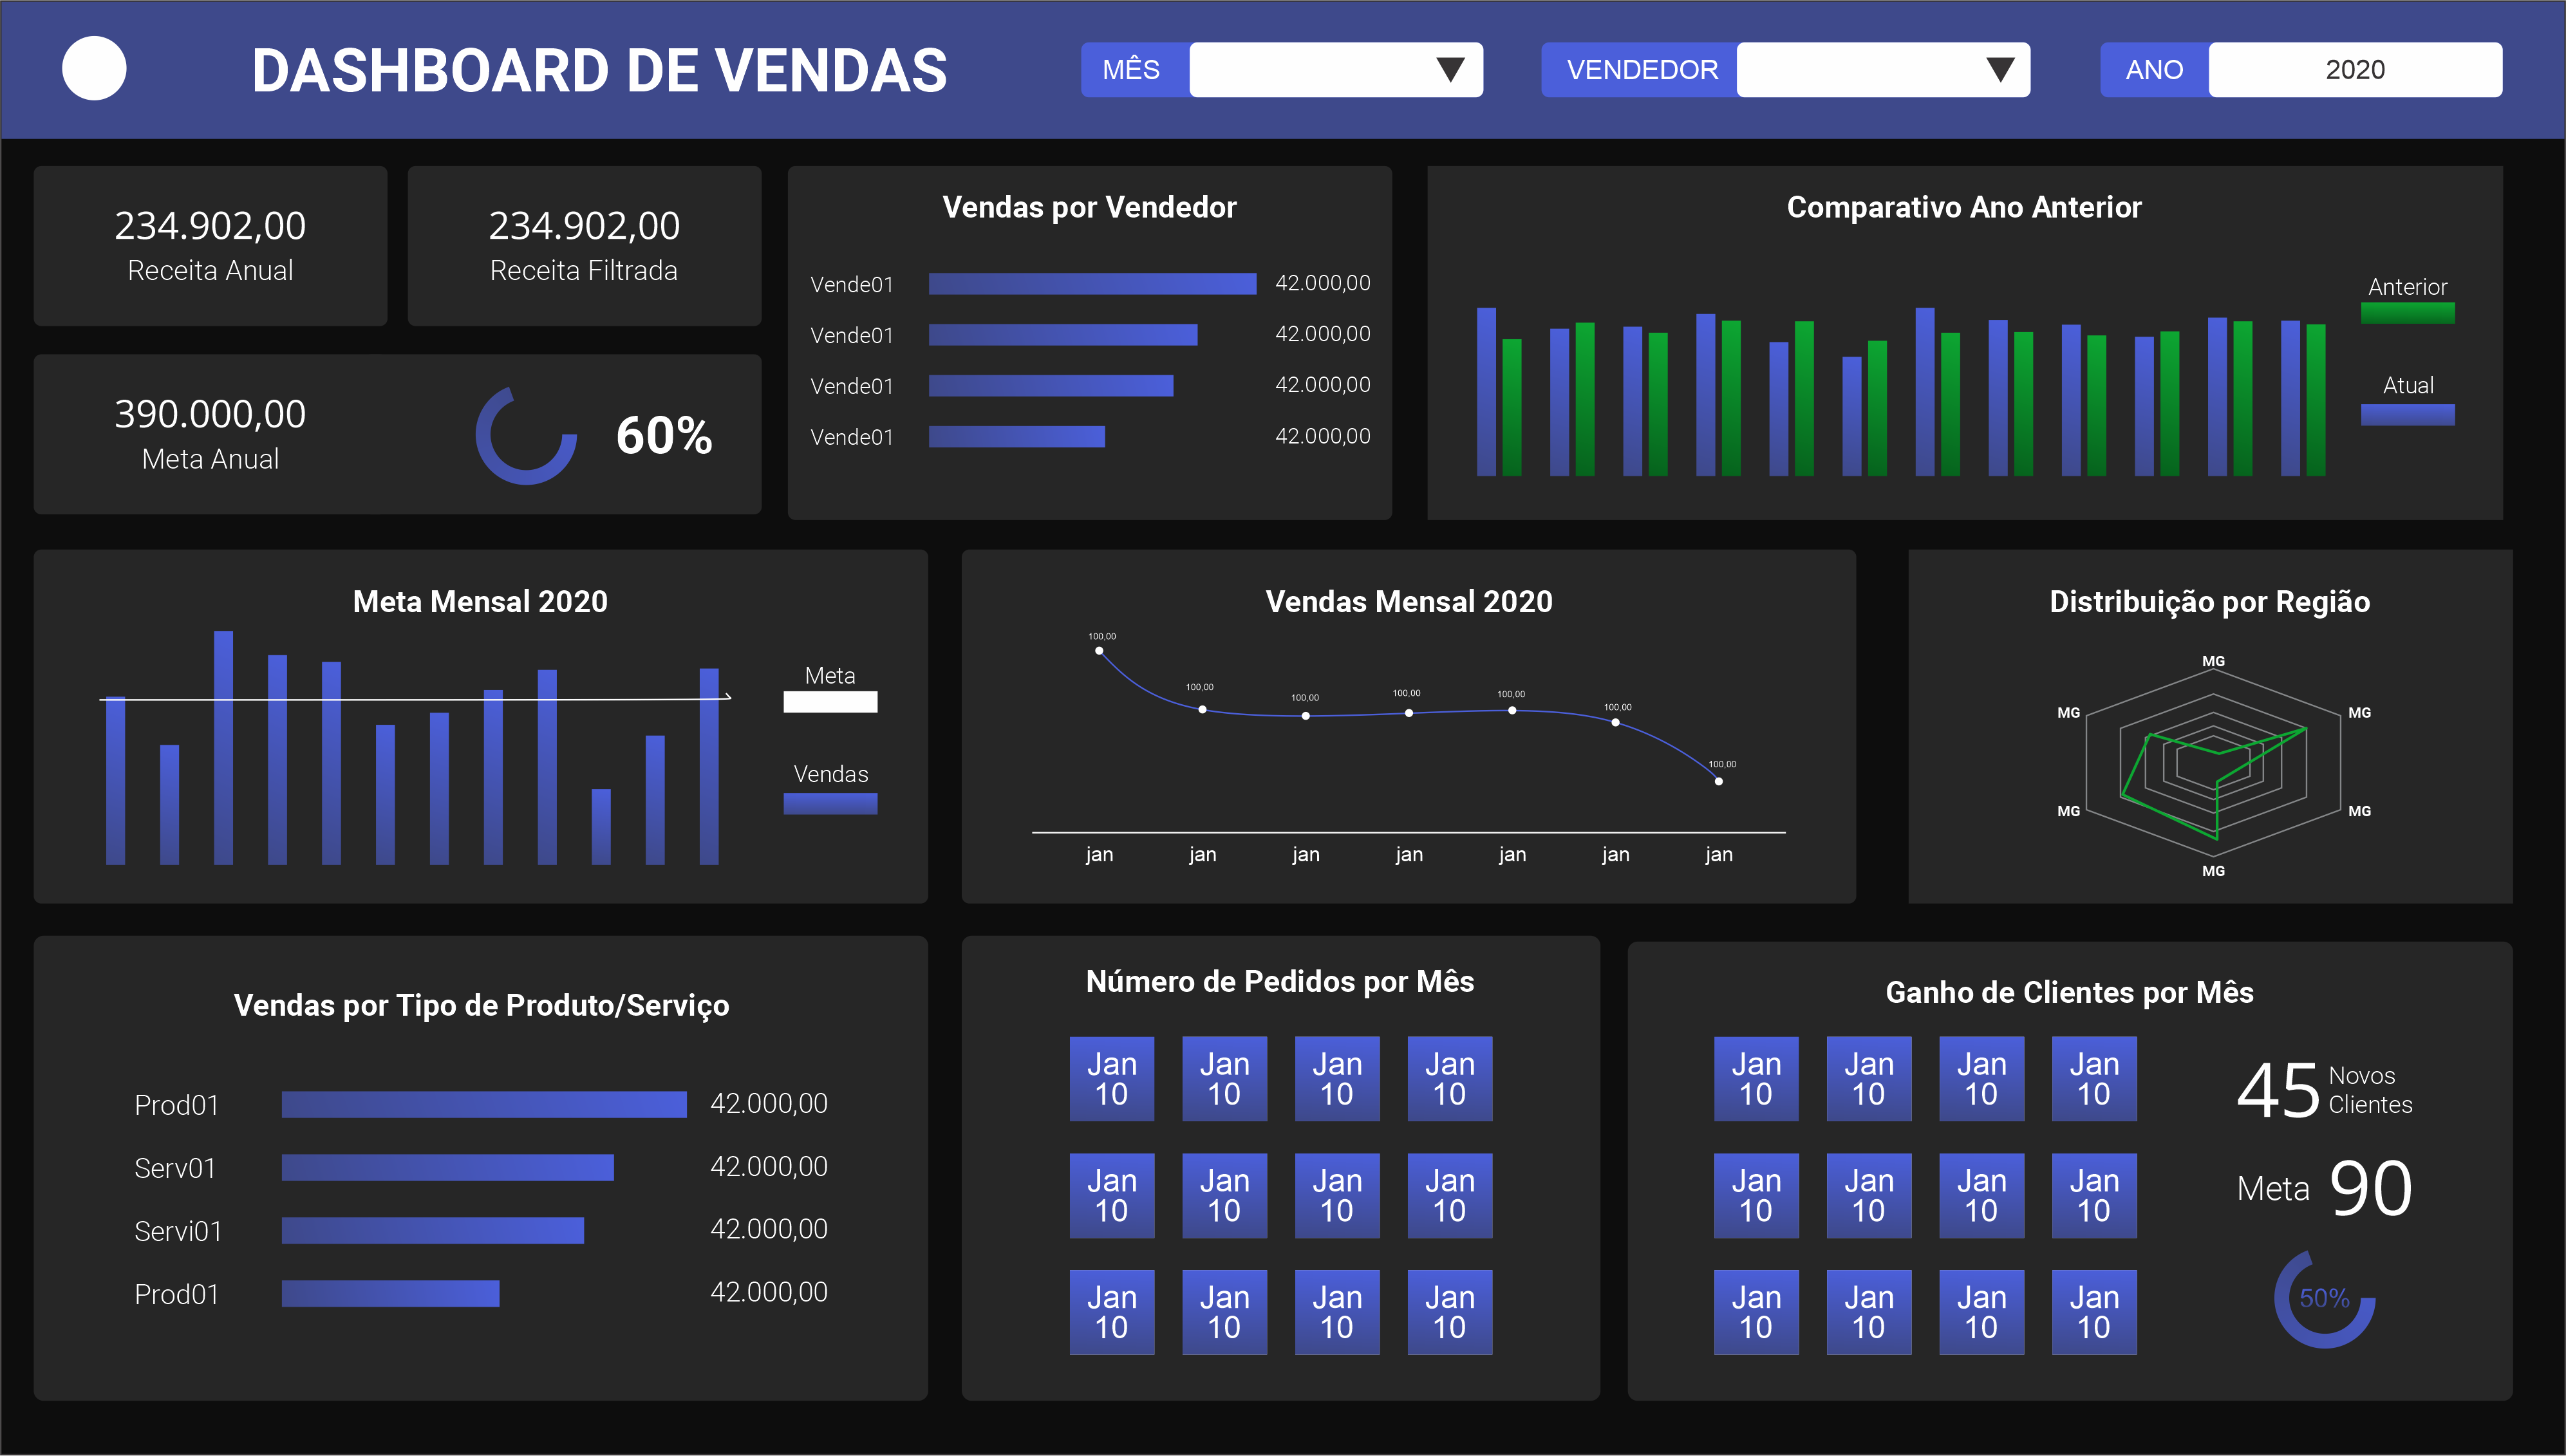 DASHBOARD DE VENDAS
MÊS
VENDEDOR
ANO
2020
234.902,00
Receita Anual
234.902,00
Receita Filtrada
390.000,00
Meta Anual
60%
Vendas por Vendedor
Vende01 42.000,00
Vende01 42.000,00
Vende01 42.000,00
Vende01 42.000,00
Comparativo Ano Anterior
Anterior
Atual
Meta Mensal 2020
Meta
Vendas
Vendas Mensal 2020
100,00
100,00
100,00
100,00
100,00
100,00
100,00
jan jan jan jan jan jan jan
Distribuição por Região
MG
MG MG
MG MG
MG
Vendas por Tipo de Produto/Serviço
Prod01 42.000,00
Serv01 42.000,00
Servi01 42.000,00
Prod01 42.000,00
Número de Pedidos por Mês
Jan Jan Jan Jan
10 10 10 10
Jan Jan Jan Jan
10 10 10 10
Jan Jan Jan Jan
10 10 10 10
Ganho de Clientes por Mês
Jan Jan Jan Jan
10 10 10 10
Jan Jan Jan Jan
10 10 10 10
Jan Jan Jan Jan
10 10 10 10
45 Novos
Clientes
Meta 90
50%